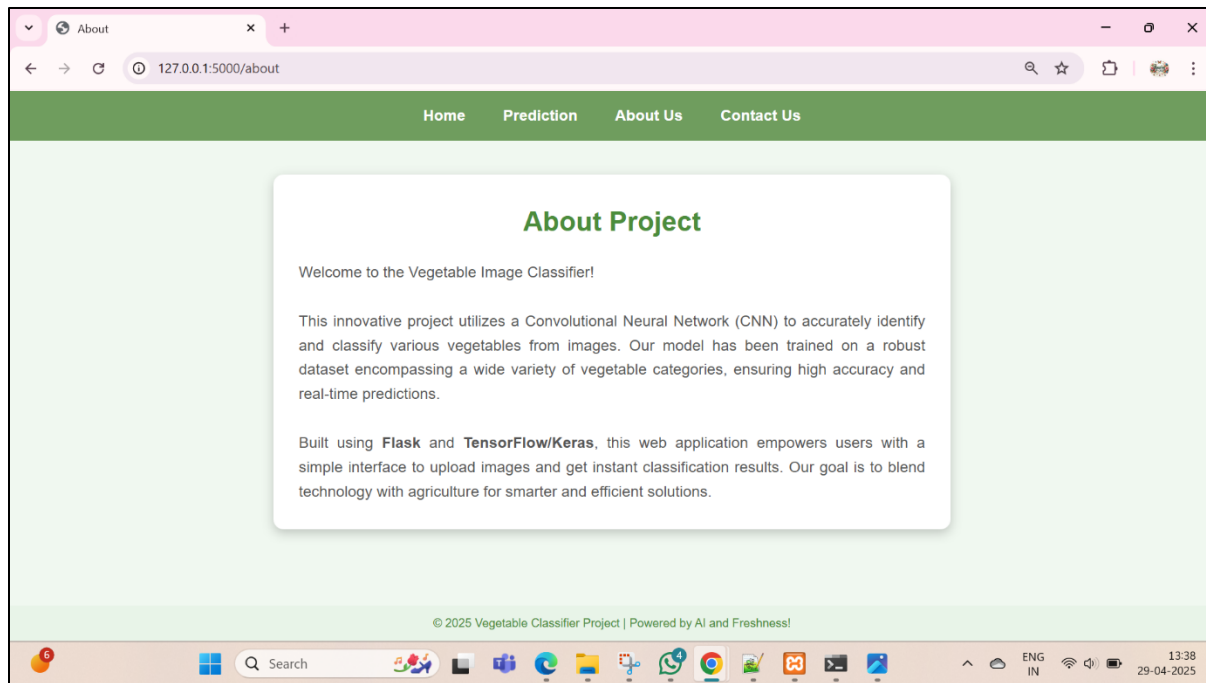 About
127.0.0.1:5000/about
Home Prediction About Us Contact Us
About Project
Welcome to the Vegetable Image Classifier!
This innovative project utilizes a Convolutional Neural Network (CNN) to accurately identify
and classify various vegetables from images. Our model has been trained on a robust
dataset encompassing a wide variety of vegetable categories, ensuring high accuracy and
real-time predictions.
Built using Flask and TensorFlow/Keras, this web application empowers users with a
simple interface to upload images and get instant classification results. Our goal is to blend
technology with agriculture for smarter and efficient solutions.
© 2025 Vegetable Classifier Project | Powered by AI and Freshness!
6
Search
4
ENG
IN
13:38
29-04-2025